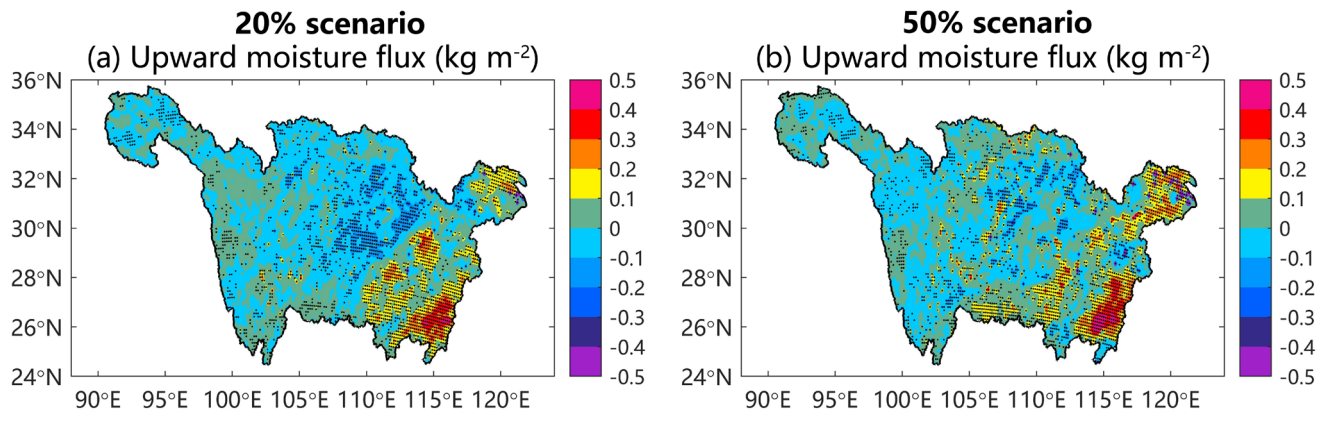 20% scenario
(a) Upward moisture flux (kg m-2)
36°N
34°N
32°N
30°N
28°N
26°N
24°N
90°E 95°E 100°E 105°E 110°E 115°E 120°E
0.5
0.4
0.3
0.2
0.1
0
-0.1
-0.2
-0.3
-0.4
-0.5
50% scenario
(b) Upward moisture flux (kg m-2)
36°N
34°N
32°N
30°N
28°N
26°N
24°N
90°E 95°E 100°E 105°E 110°E 115°E 120°E
0.5
0.4
0.3
0.2
0.1
0
-0.1
-0.2
-0.3
-0.4
-0.5